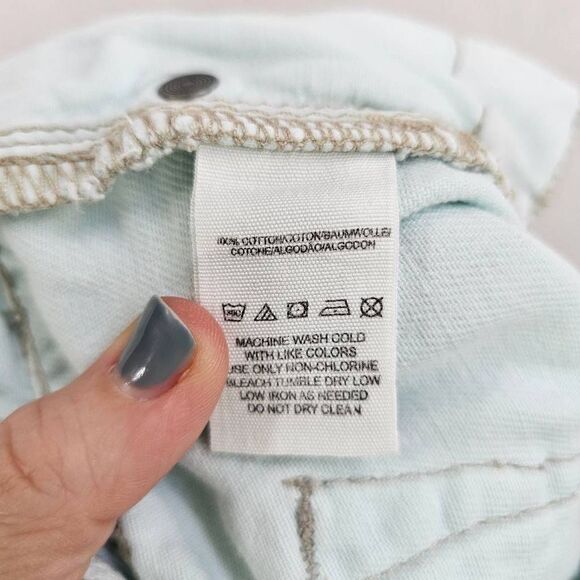 100% COTTON/COTON/BAUMWOLLE/
COTONE/ALGODÃO/ALGODON
MACHINE WASH COLD
WITH LIKE COLORS
USE ONLY NON-CHLORINE
BLEACH TUMBLE DRY LOW
LOW IRON AS NEEDED
DO NOT DRY CLEAN